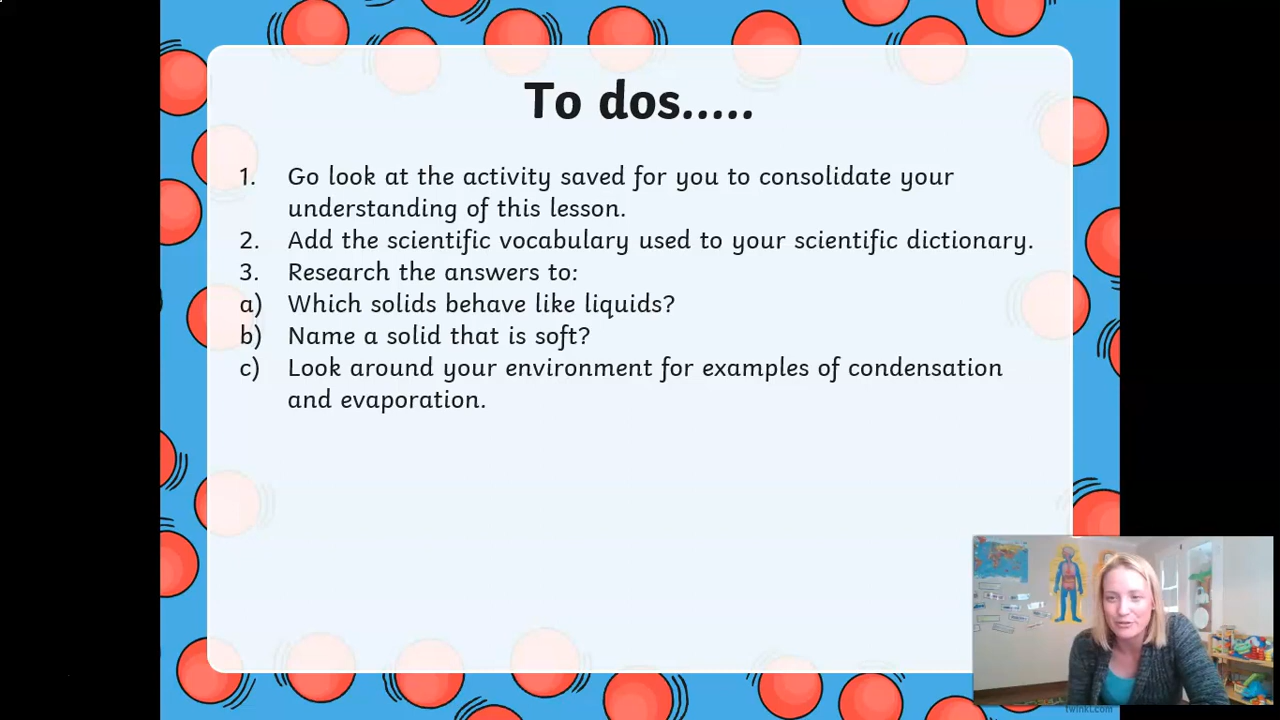 To dos.....
1. Go look at the activity saved for you to consolidate your
understanding of this lesson.
2. Add the scientific vocabulary used to your scientific dictionary.
3. Research the answers to:
a) Which solids behave like liquids?
b) Name a solid that is soft?
c) Look around your environment for examples of condensation
and evaporation.
twinkl.com